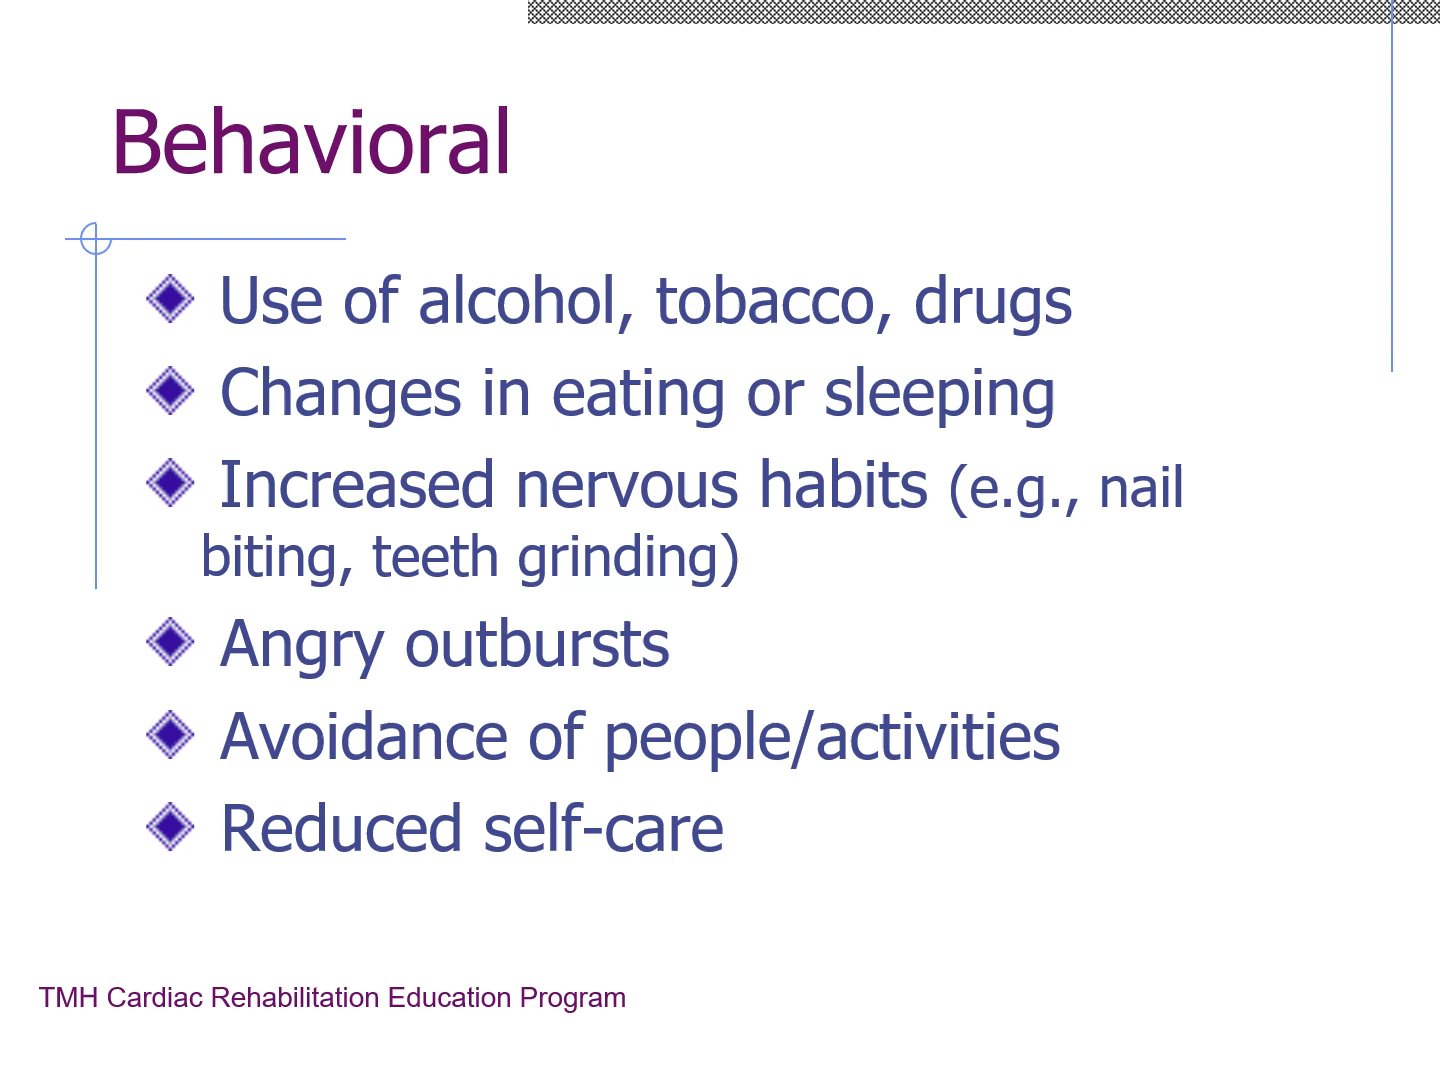 Behavioral
Use of alcohol, tobacco, drugs
Changes in eating or sleeping
Increased nervous habits (e.g., nail
biting, teeth grinding)
Angry outbursts
Avoidance of people/activities
Reduced self-care
TMH Cardiac Rehabilitation Education Program